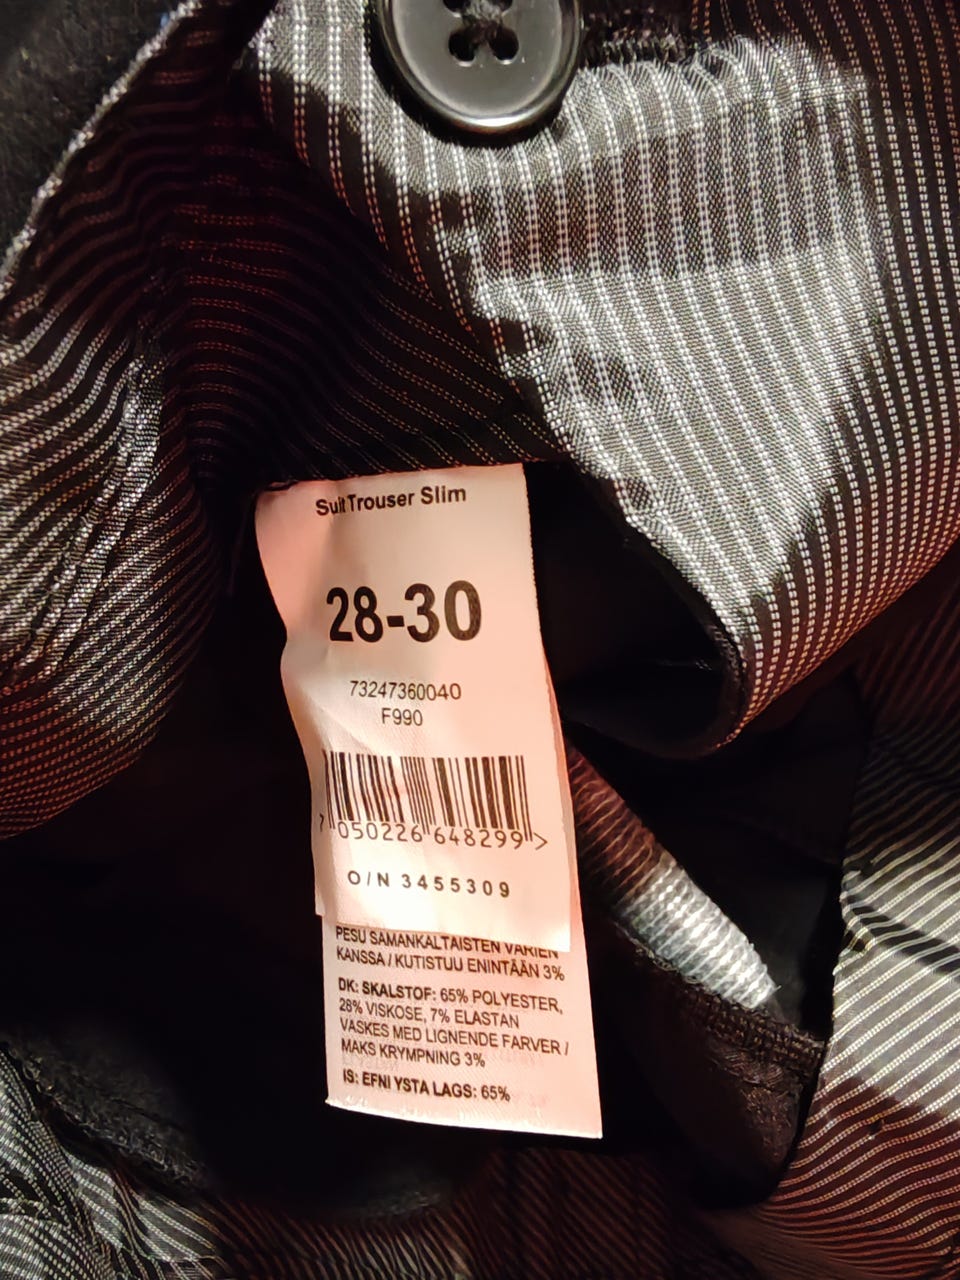 Suit Trouser Slim
28-30
73247360040
F990
7 050226 648299 >
O/N 3455309
PESU SAMANKALTAISTEN VÄRIEN
KANSSA / KUTISTUU ENINTÄÄN 3%
DK: SKALSTOF: 65% POLYESTER,
28% VISKOSE, 7% ELASTAN
VASKES MED LIGNENDE FARVER /
MAKS KRYMPNING 3%
IS: EFNI YSTA LAGS: 65%